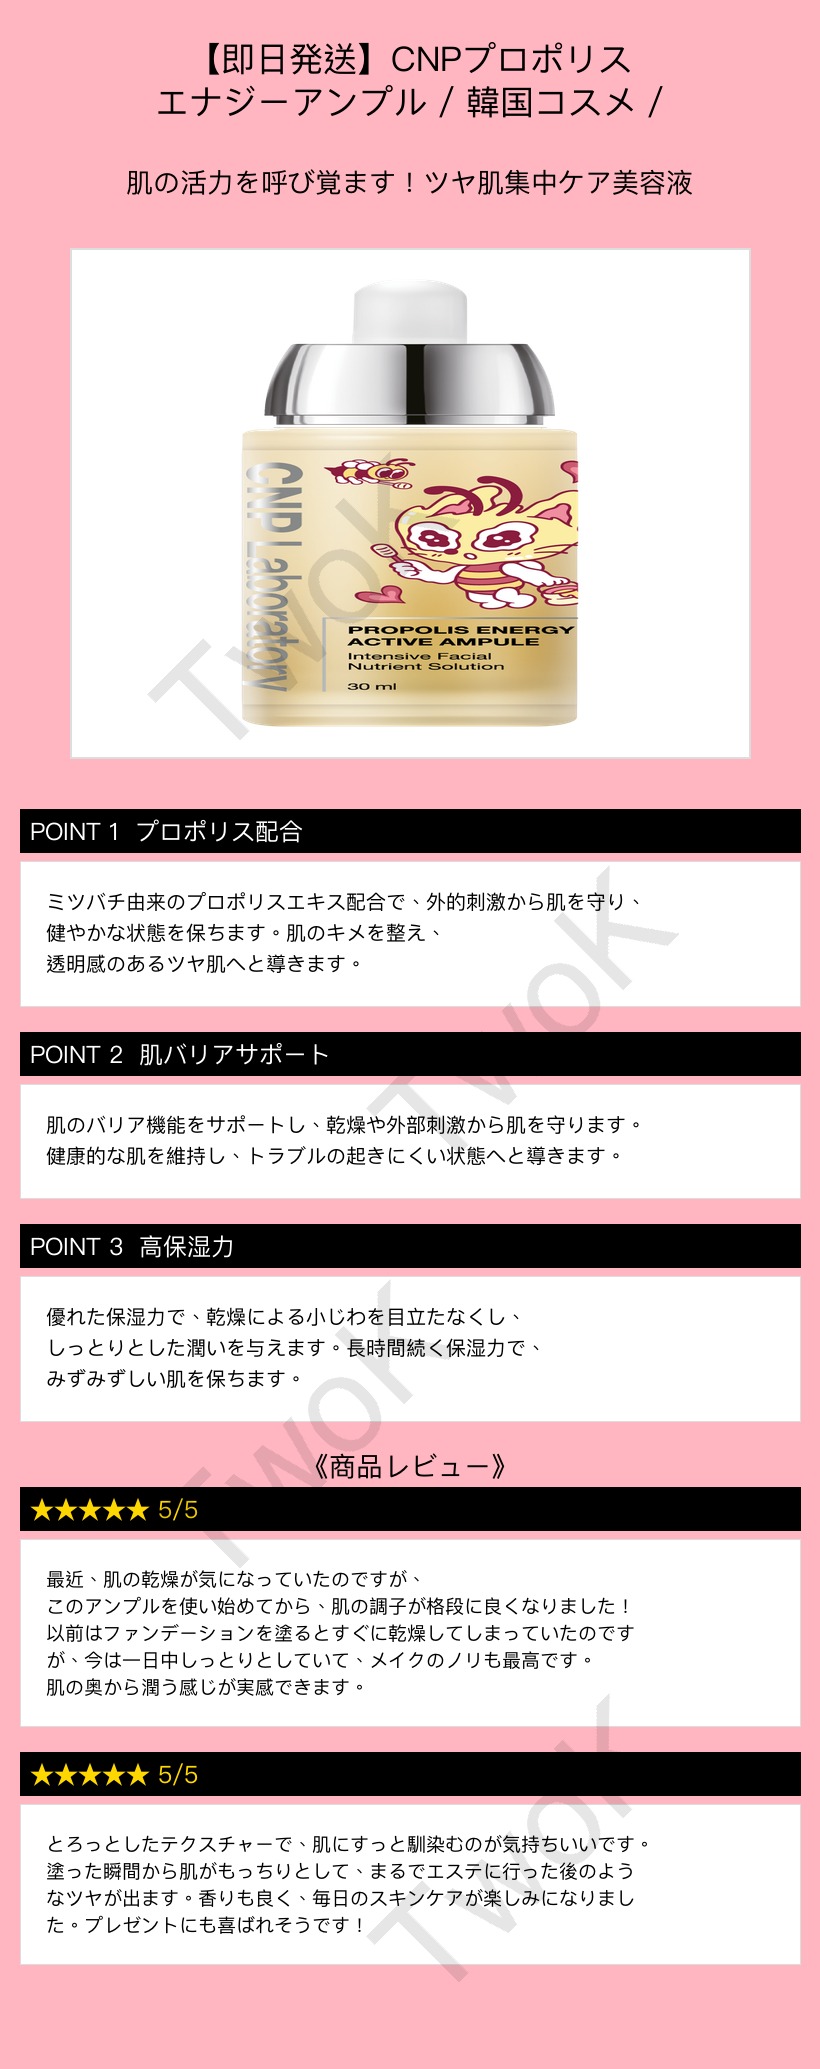 【即日発送】CNPプロポリス
エナジーアンプル / 韓国コスメ /
肌の活力を呼び覚ます！ツヤ肌集中ケア美容液
CNP Laboratory
PROPOLIS ENERGY
ACTIVE AMPULE
Intensive Facial
Nutrient Solution
30 ml
TwoK
POINT 1 プロポリス配合
ミツバチ由来のプロポリスエキス配合で、外的刺激から肌を守り、
健やかな状態を保ちます。肌のキメを整え、
透明感のあるツヤ肌へと導きます。
TwoK
POINT 2 肌バリアサポート
肌のバリア機能をサポートし、乾燥や外部刺激から肌を守ります。
健康的な肌を維持し、トラブルの起きにくい状態へと導きます。
POINT 3 高保湿力
優れた保湿力で、乾燥による小じわを目立たなくし、
しっとりとした潤いを与えます。長時間続く保湿力で、
みずみずしい肌を保ちます。
TwoK
《商品レビュー》
★★★★★ 5/5
最近、肌の乾燥が気になっていたのですが、
このアンプルを使い始めてから、肌の調子が格段に良くなりました！
以前はファンデーションを塗るとすぐに乾燥してしまっていたのです
が、今は一日中しっとりとしていて、メイクのノリも最高です。
肌の奥から潤う感じが実感できます。
★★★★★ 5/5
とろっとしたテクスチャーで、肌にすっと馴染むのが気持ちいいです。
塗った瞬間から肌がもっちりとして、まるでエステに行った後のよう
なツヤが出ます。香りも良く、毎日のスキンケアが楽しみになりまし
た。プレゼントにも喜ばれそうです！
TwoK